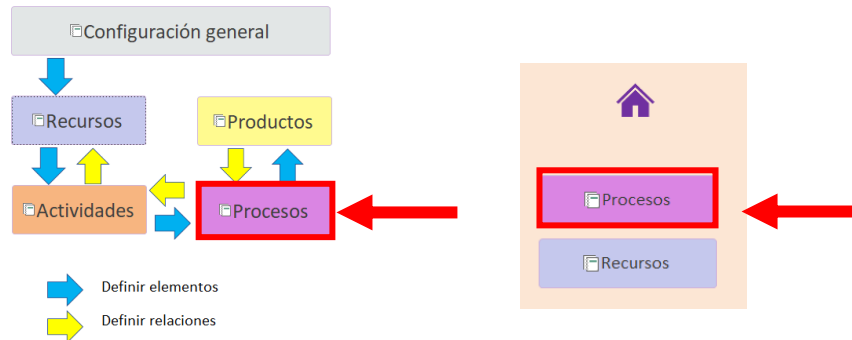 Configuración general
Recursos
Productos
Actividades
Procesos
Definir elementos
Definir relaciones
Procesos
Recursos